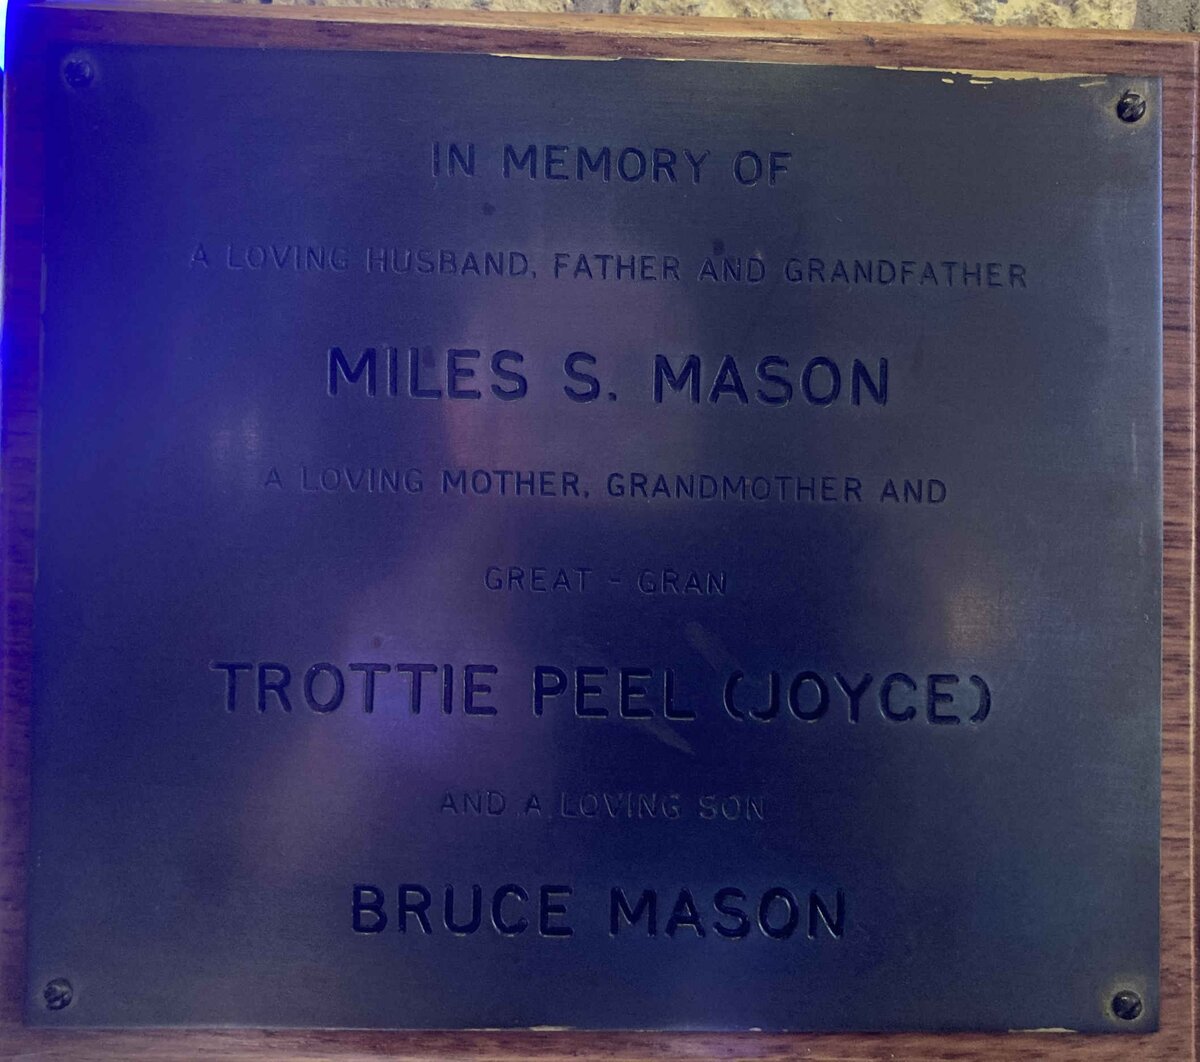 IN MEMORY OF
A LOVING HUSBAND, FATHER AND GRANDFATHER
MILES S. MASON
A LOVING MOTHER, GRANDMOTHER AND
GREAT - GRAN
TROTTIE PEEL (JOYCE)
AND A LOVING SON
BRUCE MASON